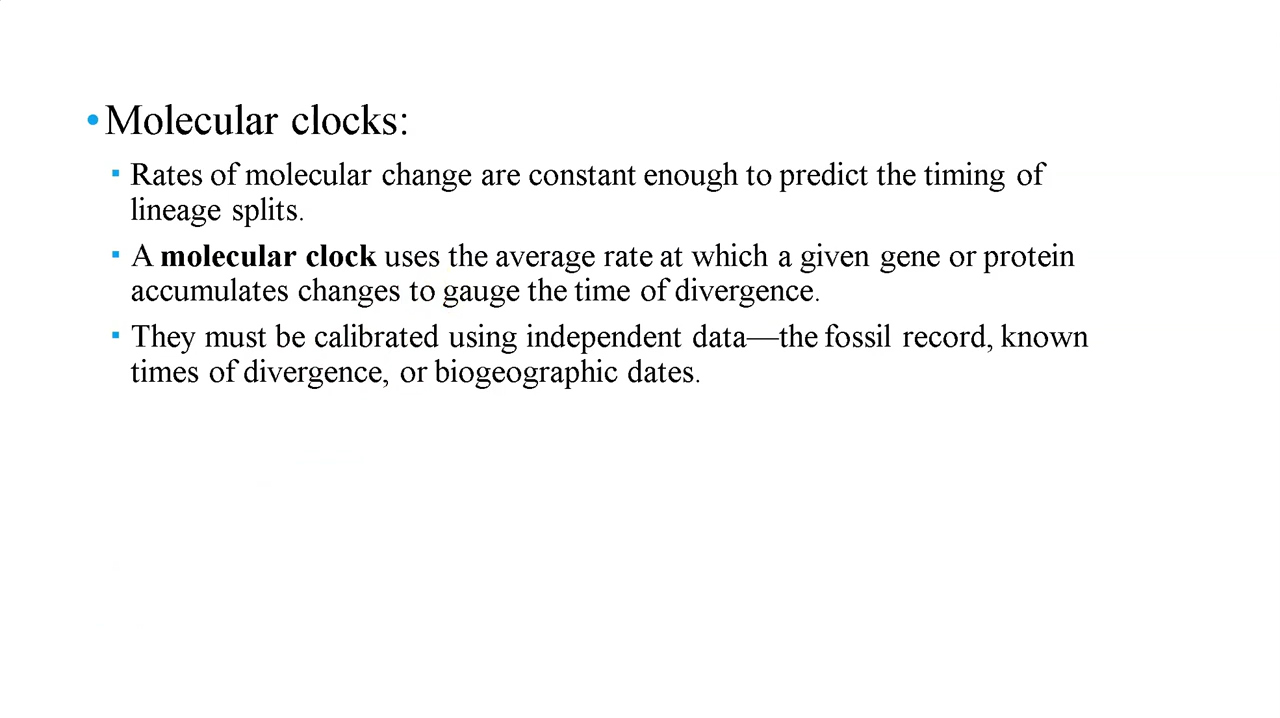 •Molecular clocks:
▪ Rates of molecular change are constant enough to predict the timing of
lineage splits.
▪ A molecular clock uses the average rate at which a given gene or protein
accumulates changes to gauge the time of divergence.
▪ They must be calibrated using independent data—the fossil record, known
times of divergence, or biogeographic dates.